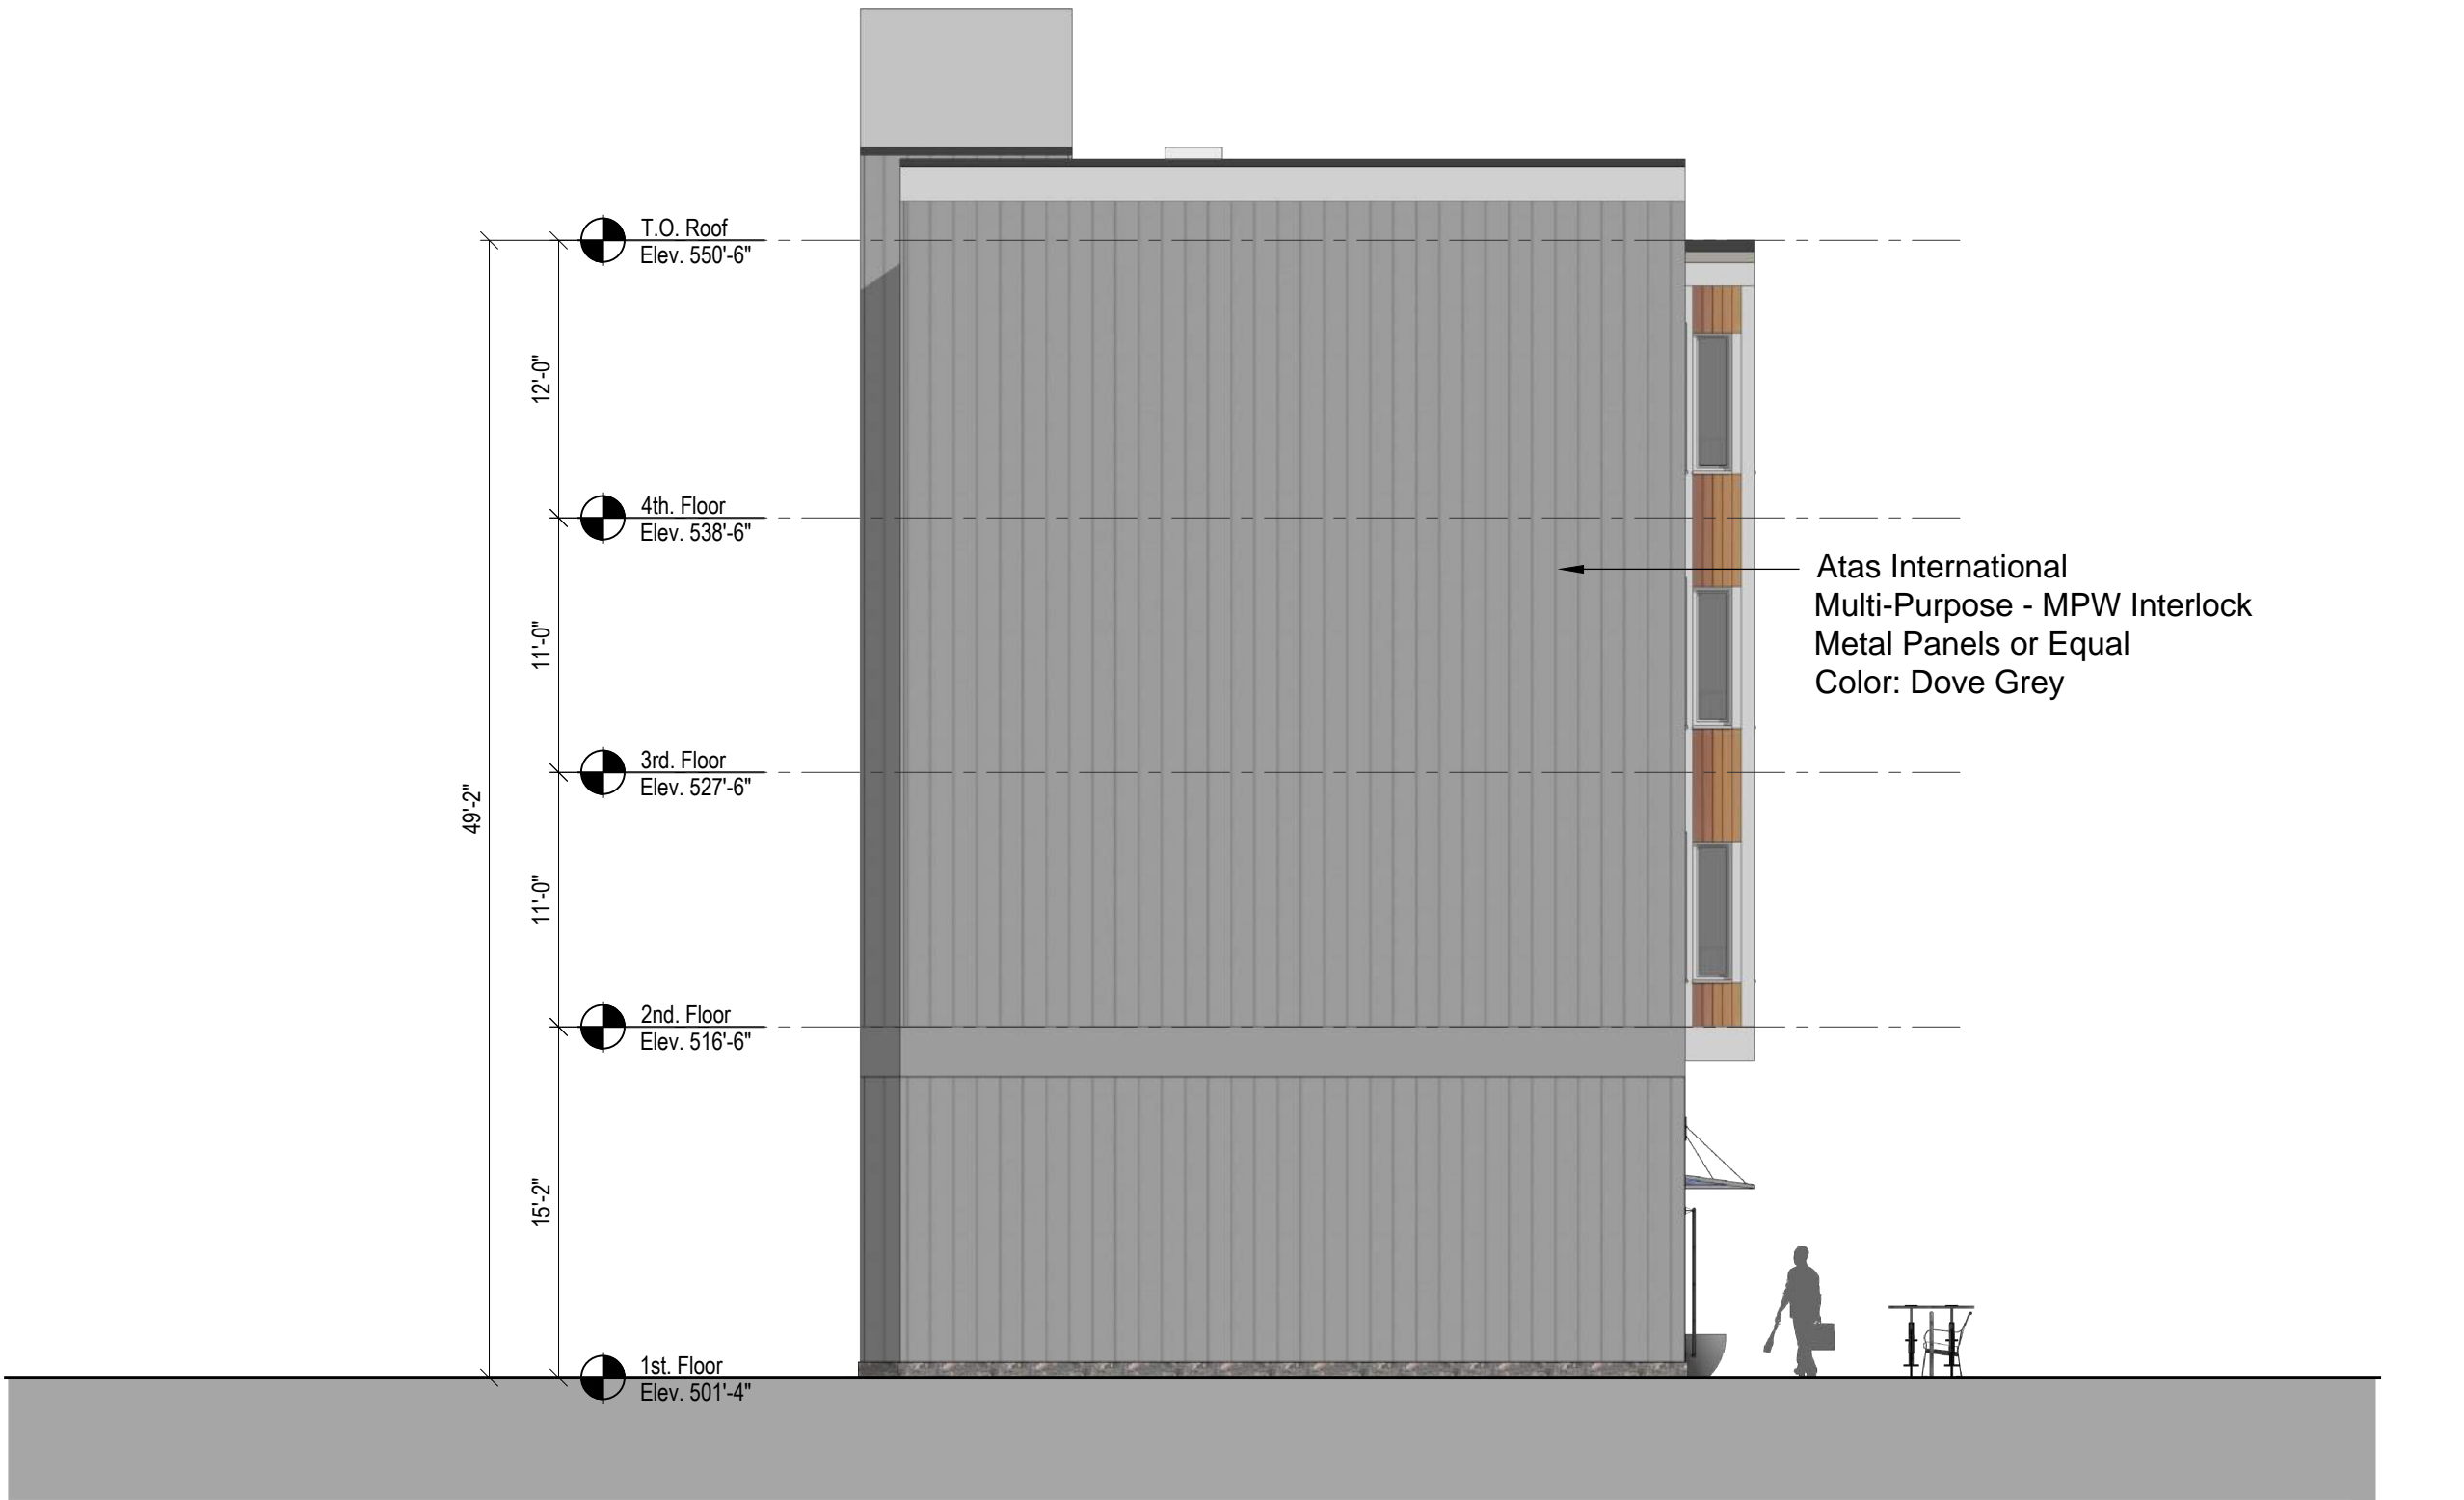 T.O. Roof
Elev. 550'-6"
12'-0"
4th. Floor
Elev. 538'-6"
Atas International
Multi-Purpose - MPW Interlock
Metal Panels or Equal
Color: Dove Grey
11'-0"
3rd. Floor
Elev. 527'-6"
49'-2"
11'-0"
2nd. Floor
Elev. 516'-6"
15'-2"
1st. Floor
Elev. 501'-4"